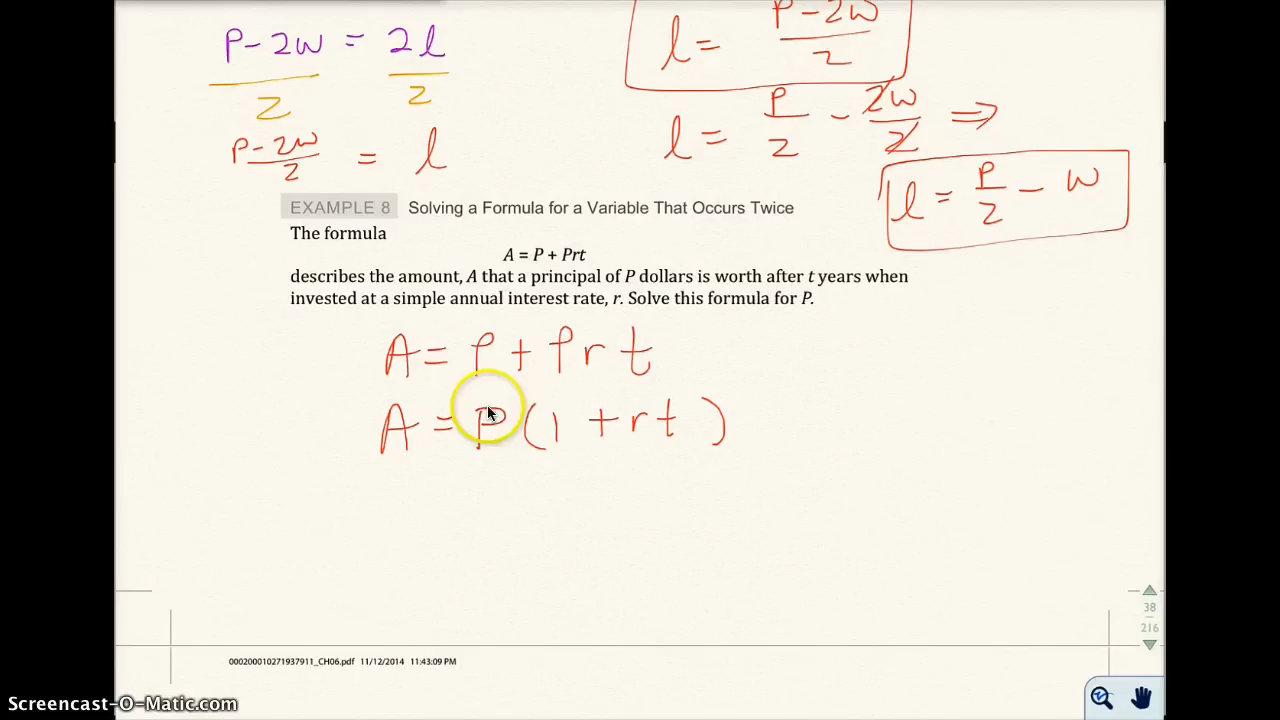 P - 2w = 2l
2 2
P - 2w / 2 = l
l = P - 2w / 2
l = P / 2 - 2w / 2 ⇒
l = P / 2 - w
EXAMPLE 8 Solving a Formula for a Variable That Occurs Twice
The formula
A = P + Prt
describes the amount, A that a principal of P dollars is worth after t years when
invested at a simple annual interest rate, r. Solve this formula for P.
A = P + P r t
A = P ( 1 + r t )
38
216
000200010271937911_CH06.pdf 11/12/2014 11:43:09 PM
Screencast-O-Matic.com